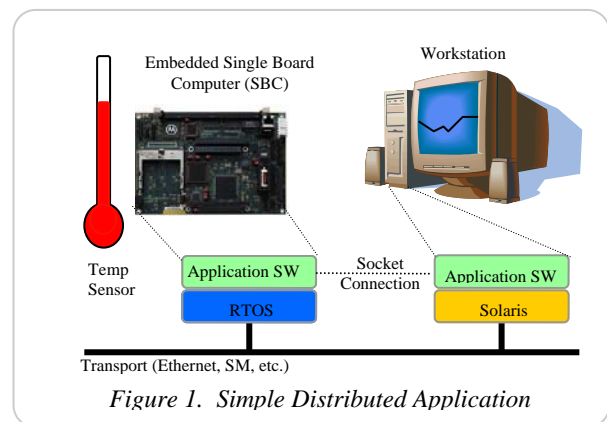 Embedded Single Board
Computer (SBC)
Workstation
Temp
Sensor
Application SW
Socket
Connection
Application SW
RTOS
Solaris
Transport (Ethernet, SM, etc.)
Figure 1. Simple Distributed Application